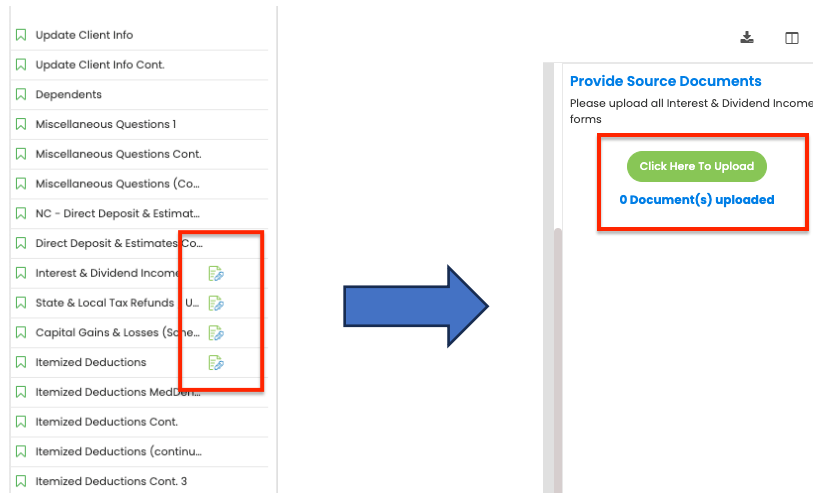 Update Client Info
Update Client Info Cont.
Dependents
Miscellaneous Questions 1
Miscellaneous Questions Cont.
Miscellaneous Questions (Co...
NC - Direct Deposit & Estimat...
Direct Deposit & Estimates Co...
Interest & Dividend Income
State & Local Tax Refunds - U...
Capital Gains & Losses (Sche...
Itemized Deductions
Itemized Deductions MedDen...
Itemized Deductions Cont.
Itemized Deductions (continu...
Itemized Deductions Cont. 3
Provide Source Documents
Please upload all Interest & Dividend Income
forms
Click Here To Upload
0 Document(s) uploaded